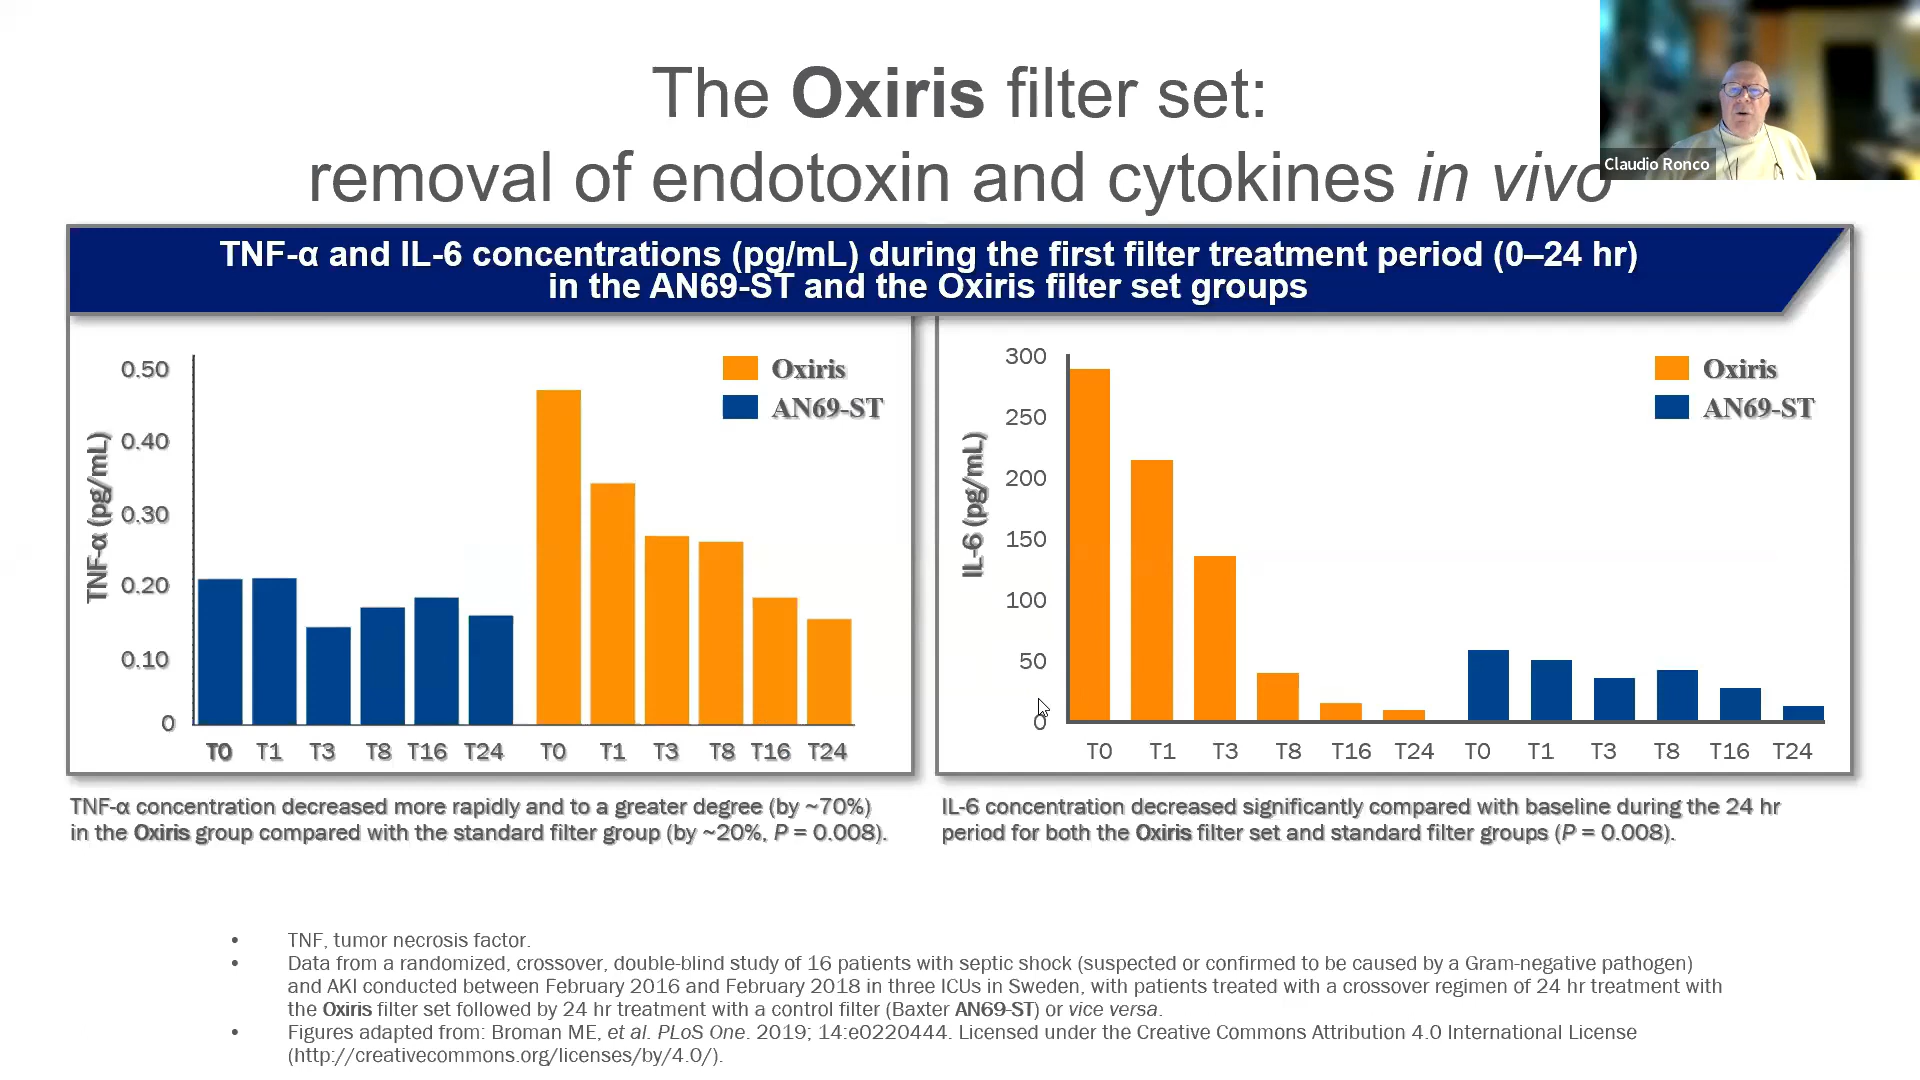 The Oxiris filter set:
removal of endotoxin and cytokines in vivo
Claudio Ronco
TNF-α and IL-6 concentrations (pg/mL) during the first filter treatment period (0–24 hr)
in the AN69-ST and the Oxiris filter set groups
TNF-α (pg/mL)
0.50
0.40
0.30
0.20
0.10
0
Oxiris
AN69-ST
T0 T1 T3 T8 T16 T24 T0 T1 T3 T8 T16 T24
TNF-α concentration decreased more rapidly and to a greater degree (by ~70%)
in the Oxiris group compared with the standard filter group (by ~20%, P = 0.008).
IL-6 (pg/mL)
300
250
200
150
100
50
0
Oxiris
AN69-ST
T0 T1 T3 T8 T16 T24 T0 T1 T3 T8 T16 T24
IL-6 concentration decreased significantly compared with baseline during the 24 hr
period for both the Oxiris filter set and standard filter groups (P = 0.008).
• TNF, tumor necrosis factor.
• Data from a randomized, crossover, double-blind study of 16 patients with septic shock (suspected or confirmed to be caused by a Gram-negative pathogen)
and AKI conducted between February 2016 and February 2018 in three ICUs in Sweden, with patients treated with a crossover regimen of 24 hr treatment with
the Oxiris filter set followed by 24 hr treatment with a control filter (Baxter AN69-ST) or vice versa.
• Figures adapted from: Broman ME, et al. PLoS One. 2019; 14:e0220444. Licensed under the Creative Commons Attribution 4.0 International License
(http://creativecommons.org/licenses/by/4.0/).